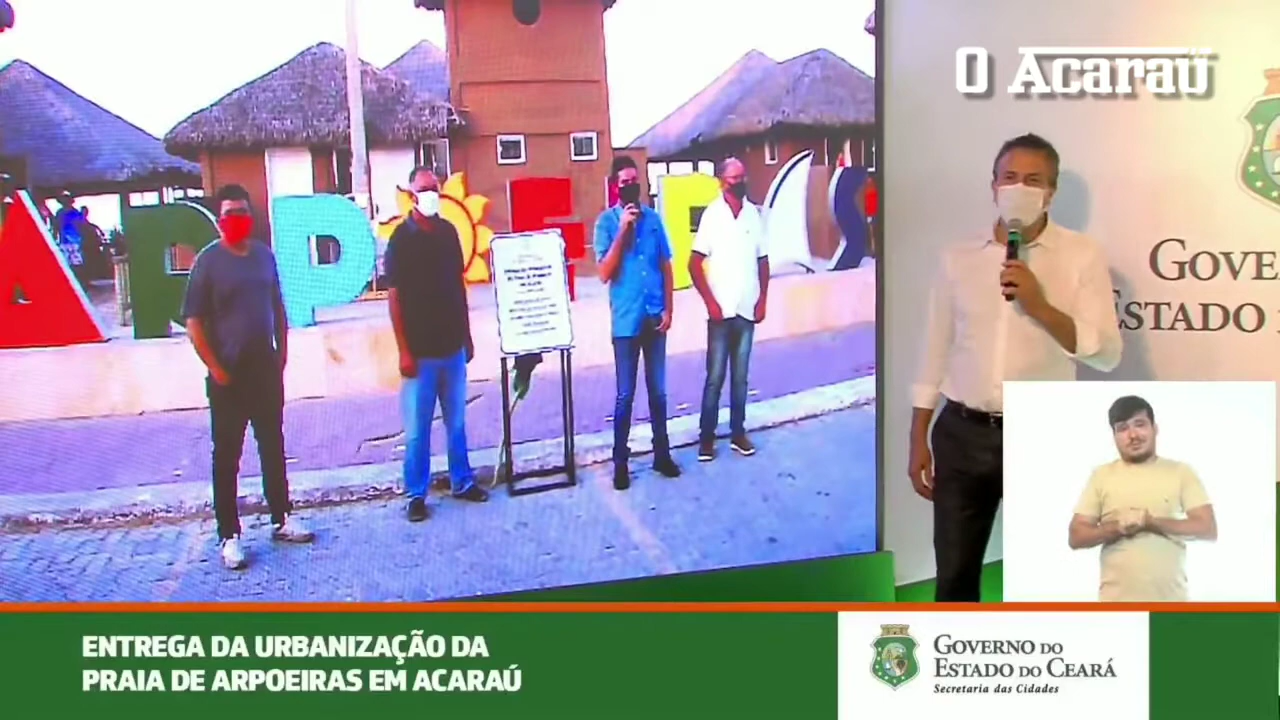 O Acaraú
ARPOEIRAS
GOVE
ESTADO
ENTREGA DA URBANIZAÇÃO DA
PRAIA DE ARPOEIRAS EM ACARAÚ
GOVERNO DO
ESTADO DO CEARÁ
Secretaria das Cidades